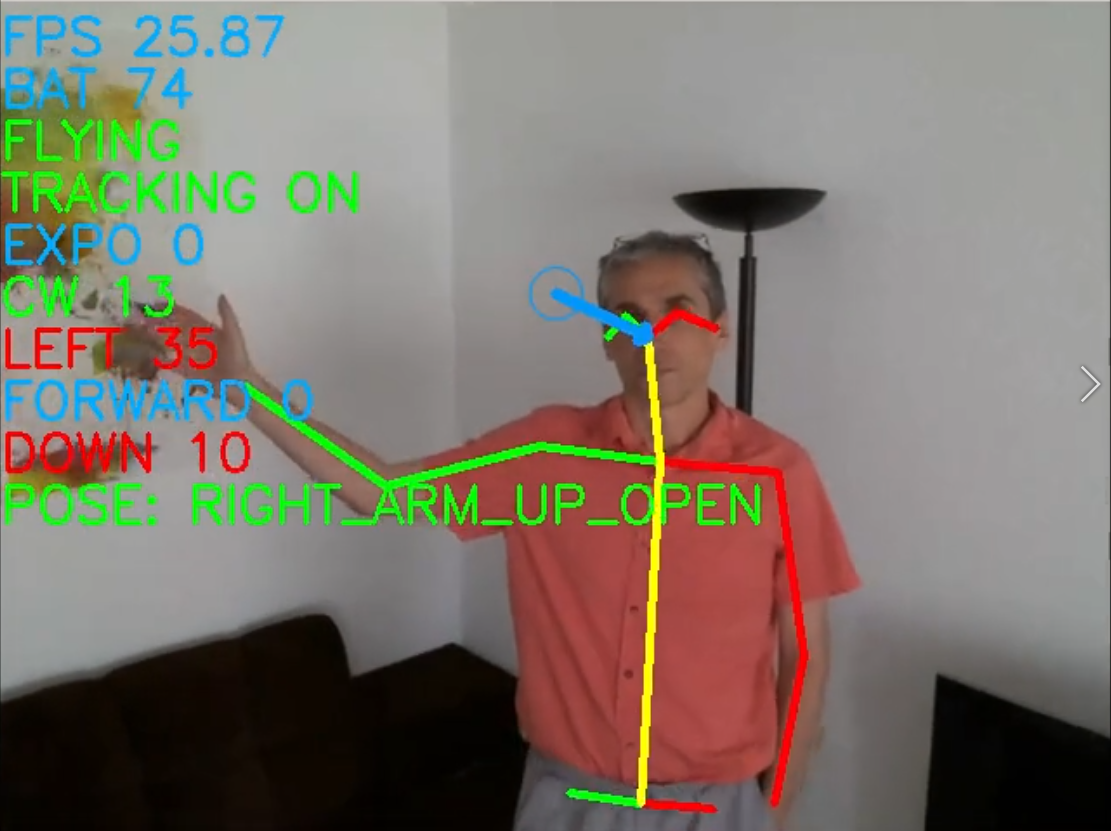 FPS 25.87
BAT 74
FLYING
TRACKING ON
EXPO 0
CW 13
LEFT 35
FORWARD 0
DOWN 10
POSE: RIGHT_ARM_UP_OPEN